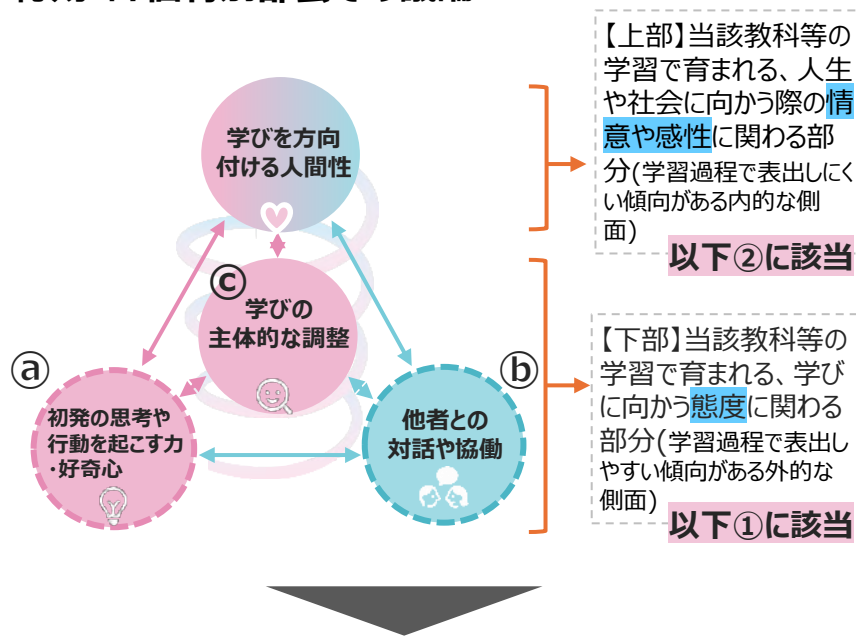 学びを方向
付ける人間性
ⓒ
学びの
主体的な調整
ⓐ
初発の思考や
行動を起こす力
・好奇心
ⓑ
他者との
対話や協働
【上部】当該教科等の
学習で育まれる、人生
や社会に向かう際の情
意や感性に関わる部
分(学習過程で表出しにく
い傾向がある内的な側
面)
以下②に該当
【下部】当該教科等の
学習で育まれる、学び
に向かう態度に関わる
部分(学習過程で表出し
やすい傾向がある外的な
側面)
以下①に該当